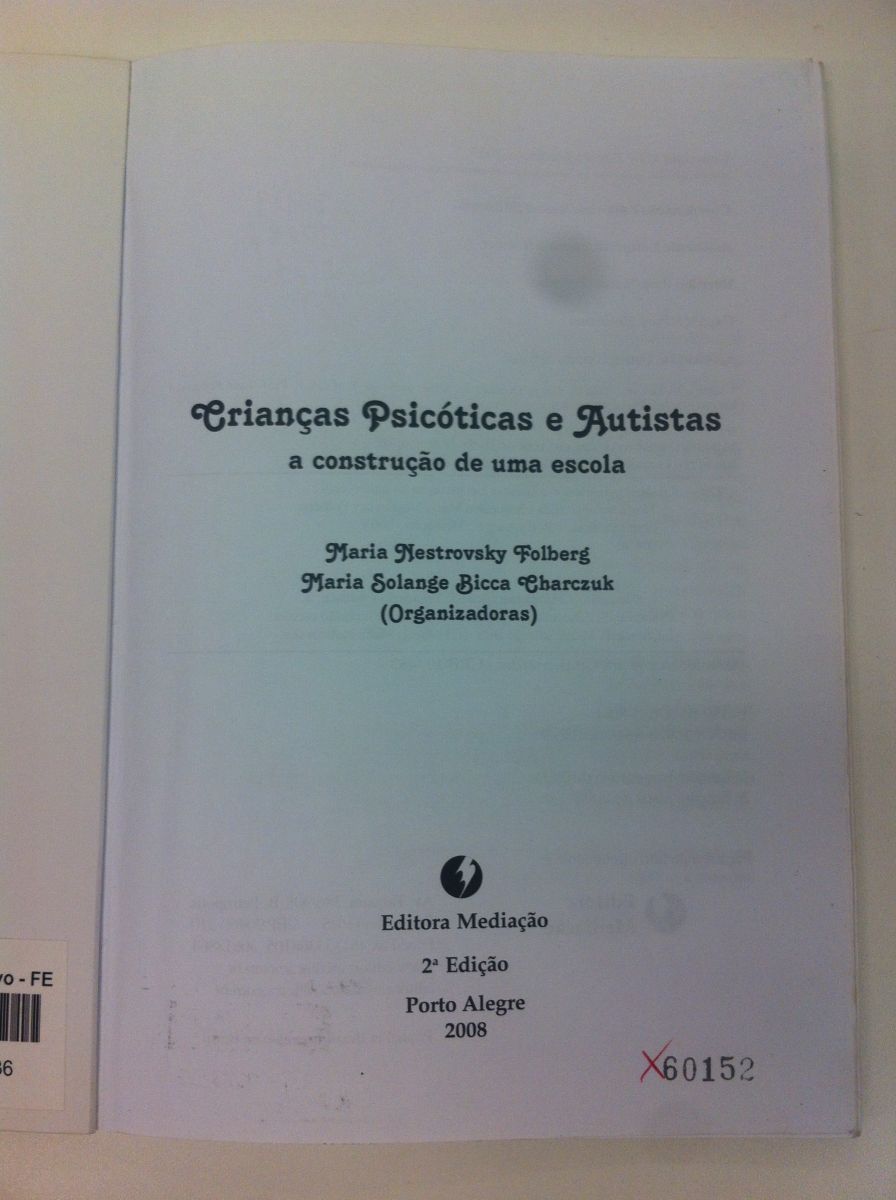 Crianças Psicóticas e Autistas
a construção de uma escola
Maria Nestrovsky Folberg
Maria Solange Bicca Charczuk
(Organizadoras)
Editora Mediação
2ª Edição
Porto Alegre
2008
X60152
vo - FE
36